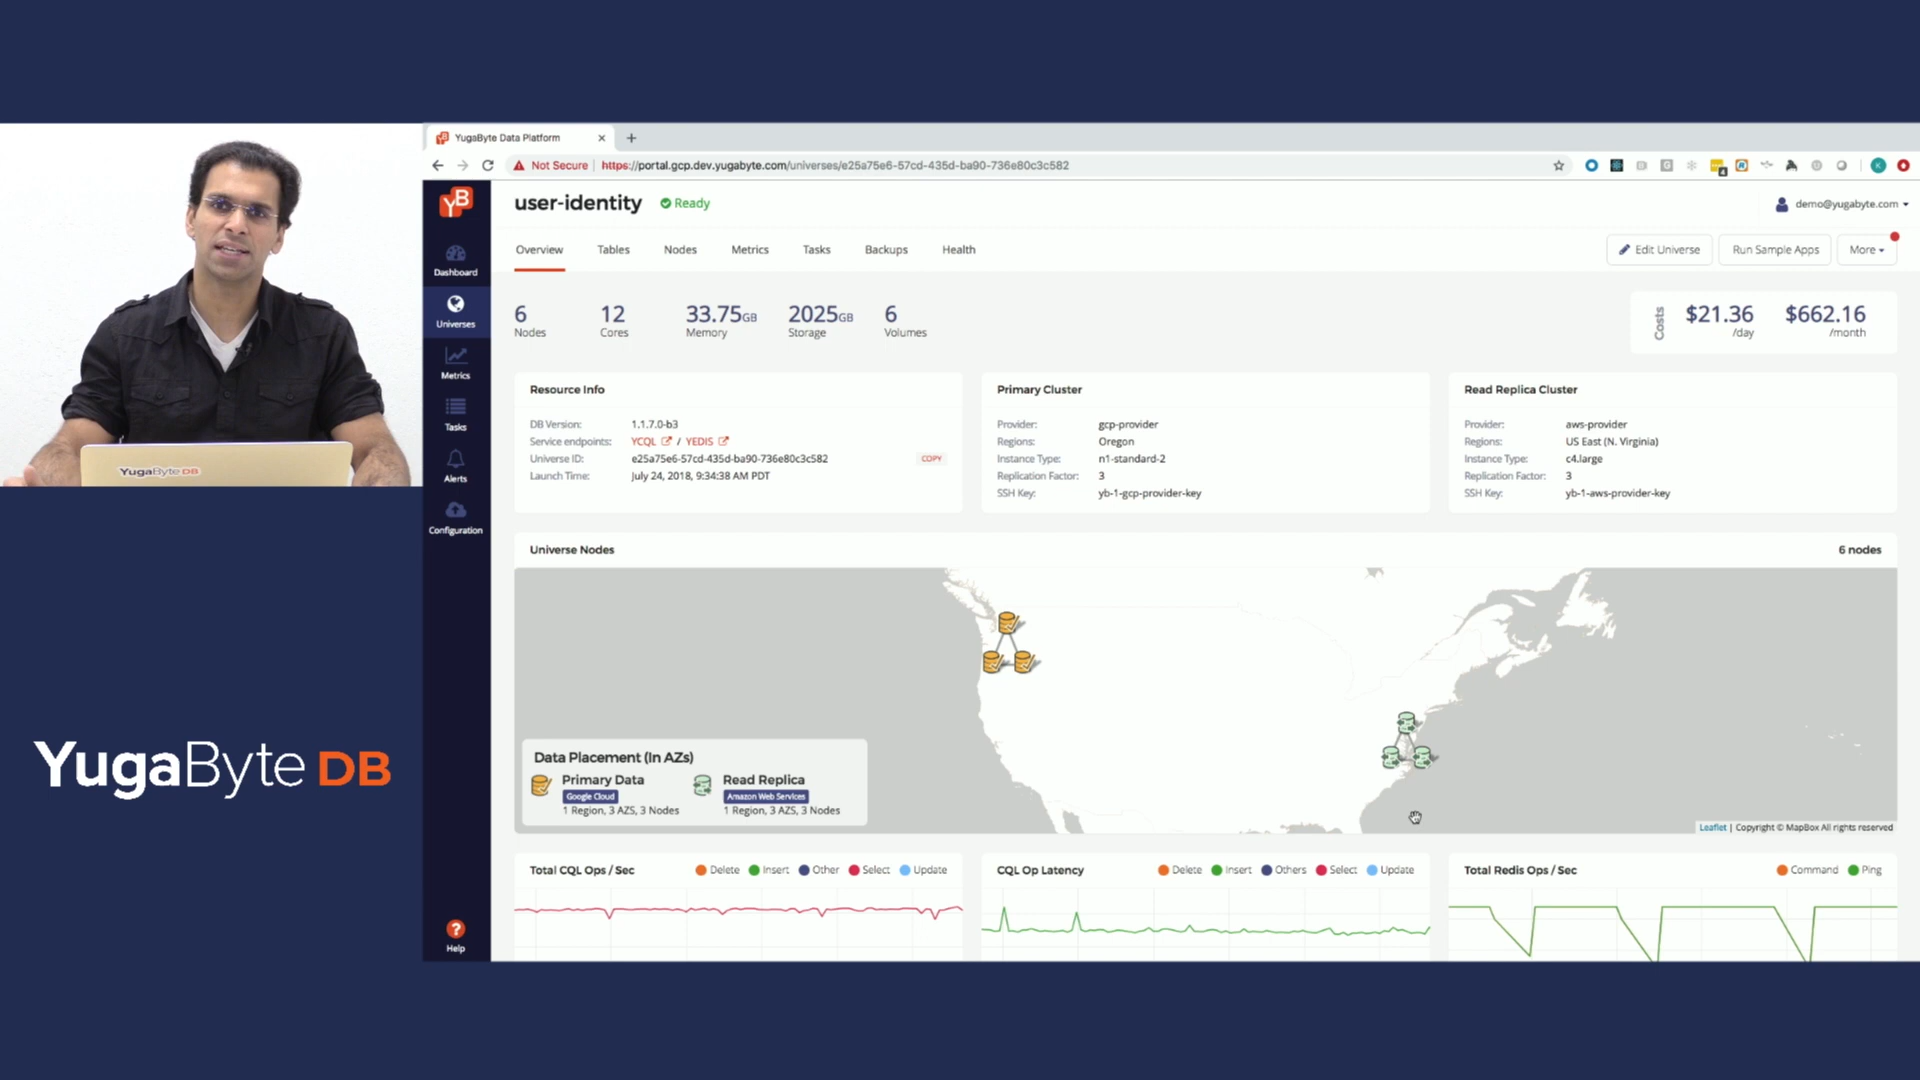 YugaByte Data Platform
Not Secure https://portal.gcp.dev.yugabyte.com/universes/e25a75e6-57cd-435d-ba90-736e80c3c582
YB
user-identity Ready
demo@yugabyte.com
Overview Tables Nodes Metrics Tasks Backups Health
Edit Universe Run Sample Apps More
Dashboard
Universes
Metrics
Tasks
Alerts
Configuration
Help
6 12 33.75GB 2025GB 6
Nodes Cores Memory Storage Volumes
Costs $21.36 $662.16
/day /month
Resource Info
DB Version: 1.1.7.0-b3
Service endpoints: YCQL / YEDIS
Universe ID: e25a75e6-57cd-435d-ba90-736e80c3c582 COPY
Launch Time: July 24, 2018, 9:34:38 AM PDT
Primary Cluster
Provider: gcp-provider
Regions: Oregon
Instance Type: n1-standard-2
Replication Factor: 3
SSH Key: yb-1-gcp-provider-key
Read Replica Cluster
Provider: aws-provider
Regions: US East (N. Virginia)
Instance Type: c4.large
Replication Factor: 3
SSH Key: yb-1-aws-provider-key
Universe Nodes 6 nodes
Data Placement (In AZs)
Primary Data Read Replica
Google Cloud Amazon Web Services
1 Region, 3 AZS, 3 Nodes 1 Region, 3 AZS, 3 Nodes
Leaflet | Copyright © MapBox All rights reserved
Total CQL Ops / Sec Delete Insert Other Select Update
CQL Op Latency Delete Insert Others Select Update
Total Redis Ops / Sec Command Ping
YugaByte DB
YugaByte DB